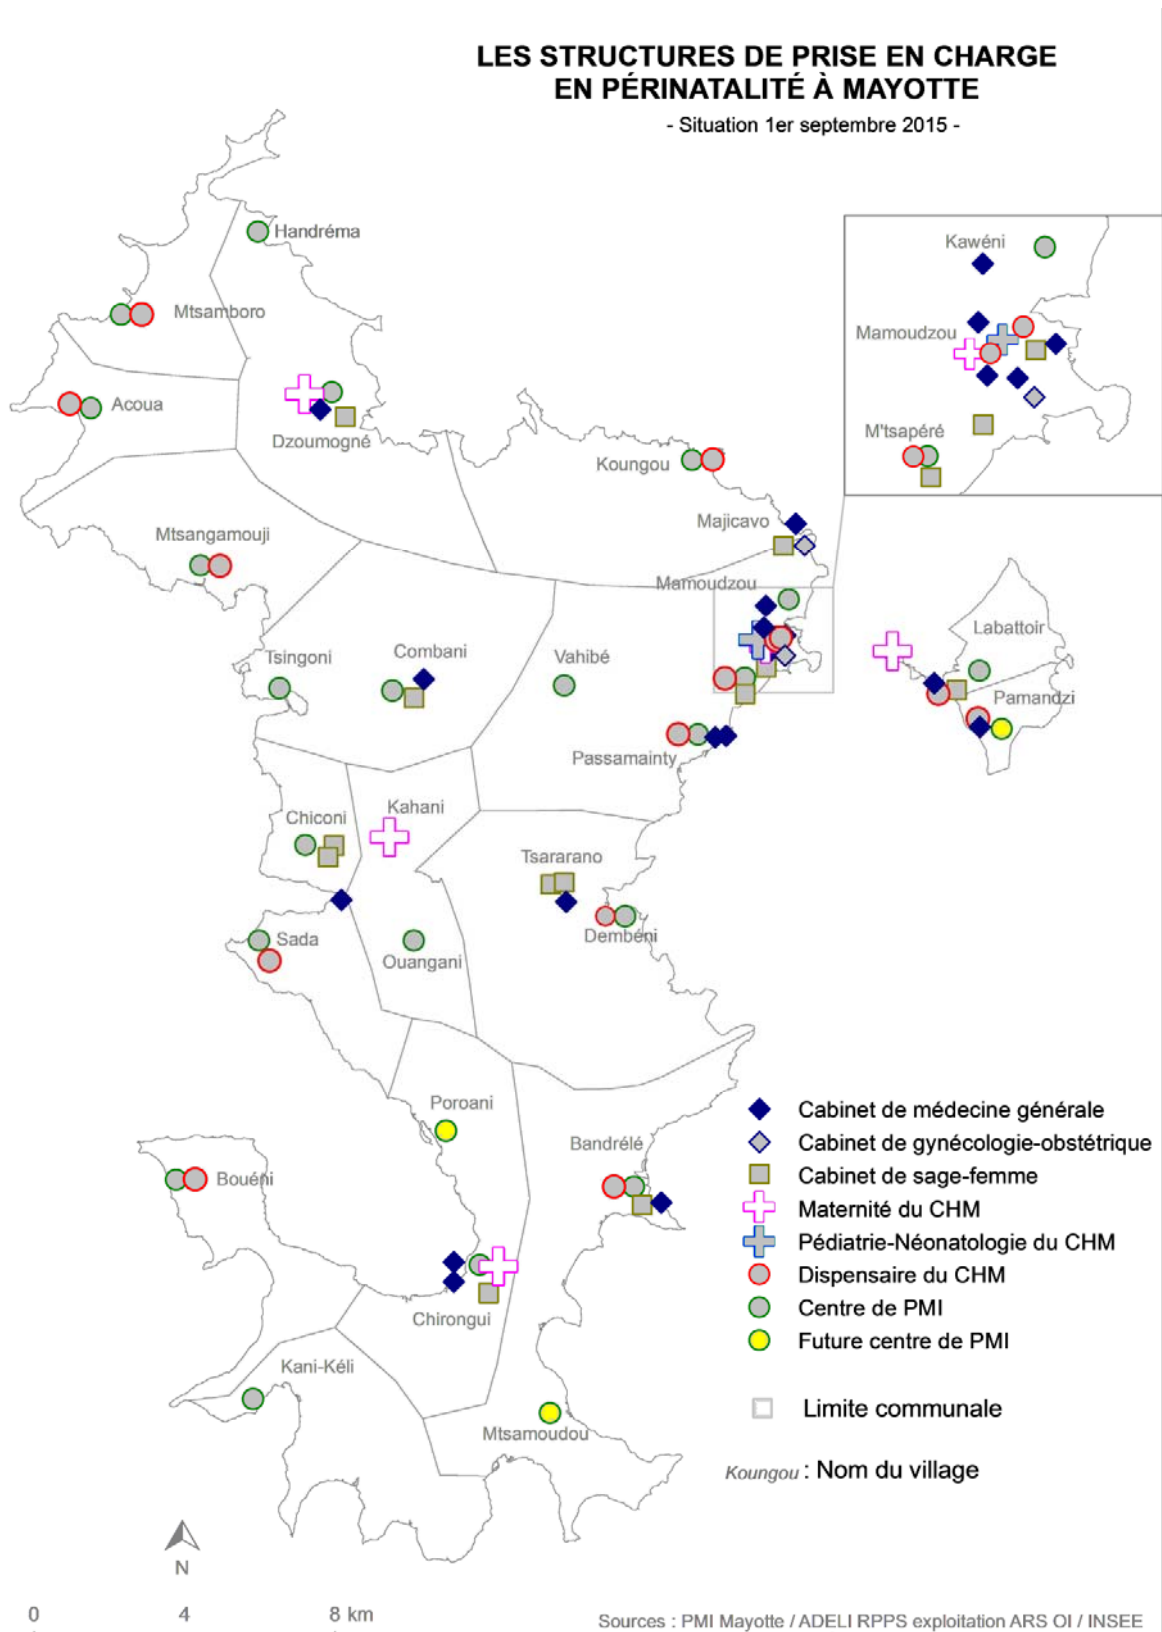 LES STRUCTURES DE PRISE EN CHARGE
EN PÉRINATALITÉ À MAYOTTE
- Situation 1er septembre 2015 -
Handréma
Kawéni
Mtsamboro
Mamoudzou
Acoua
Dzoumogné
M'tsapéré
Koungou
Majicavo
Mtsangamouji
Mamoudzou
Labattoir
Combani
Vahibé
Tsingoni
Pamandzi
Passamainty
Kahani
Chiconi
Tsararano
Dembéni
Sada
Ouangani
Poroani
Bandrélé
Bouéni
Chirongui
Kani-Kéli
Mtsamoudou
Cabinet de médecine générale
Cabinet de gynécologie-obstétrique
Cabinet de sage-femme
Maternité du CHM
Pédiatrie-Néonatologie du CHM
Dispensaire du CHM
Centre de PMI
Future centre de PMI
Limite communale
Koungou : Nom du village
N
0 4 8 km
Sources : PMI Mayotte / ADELI RPPS exploitation ARS OI / INSEE